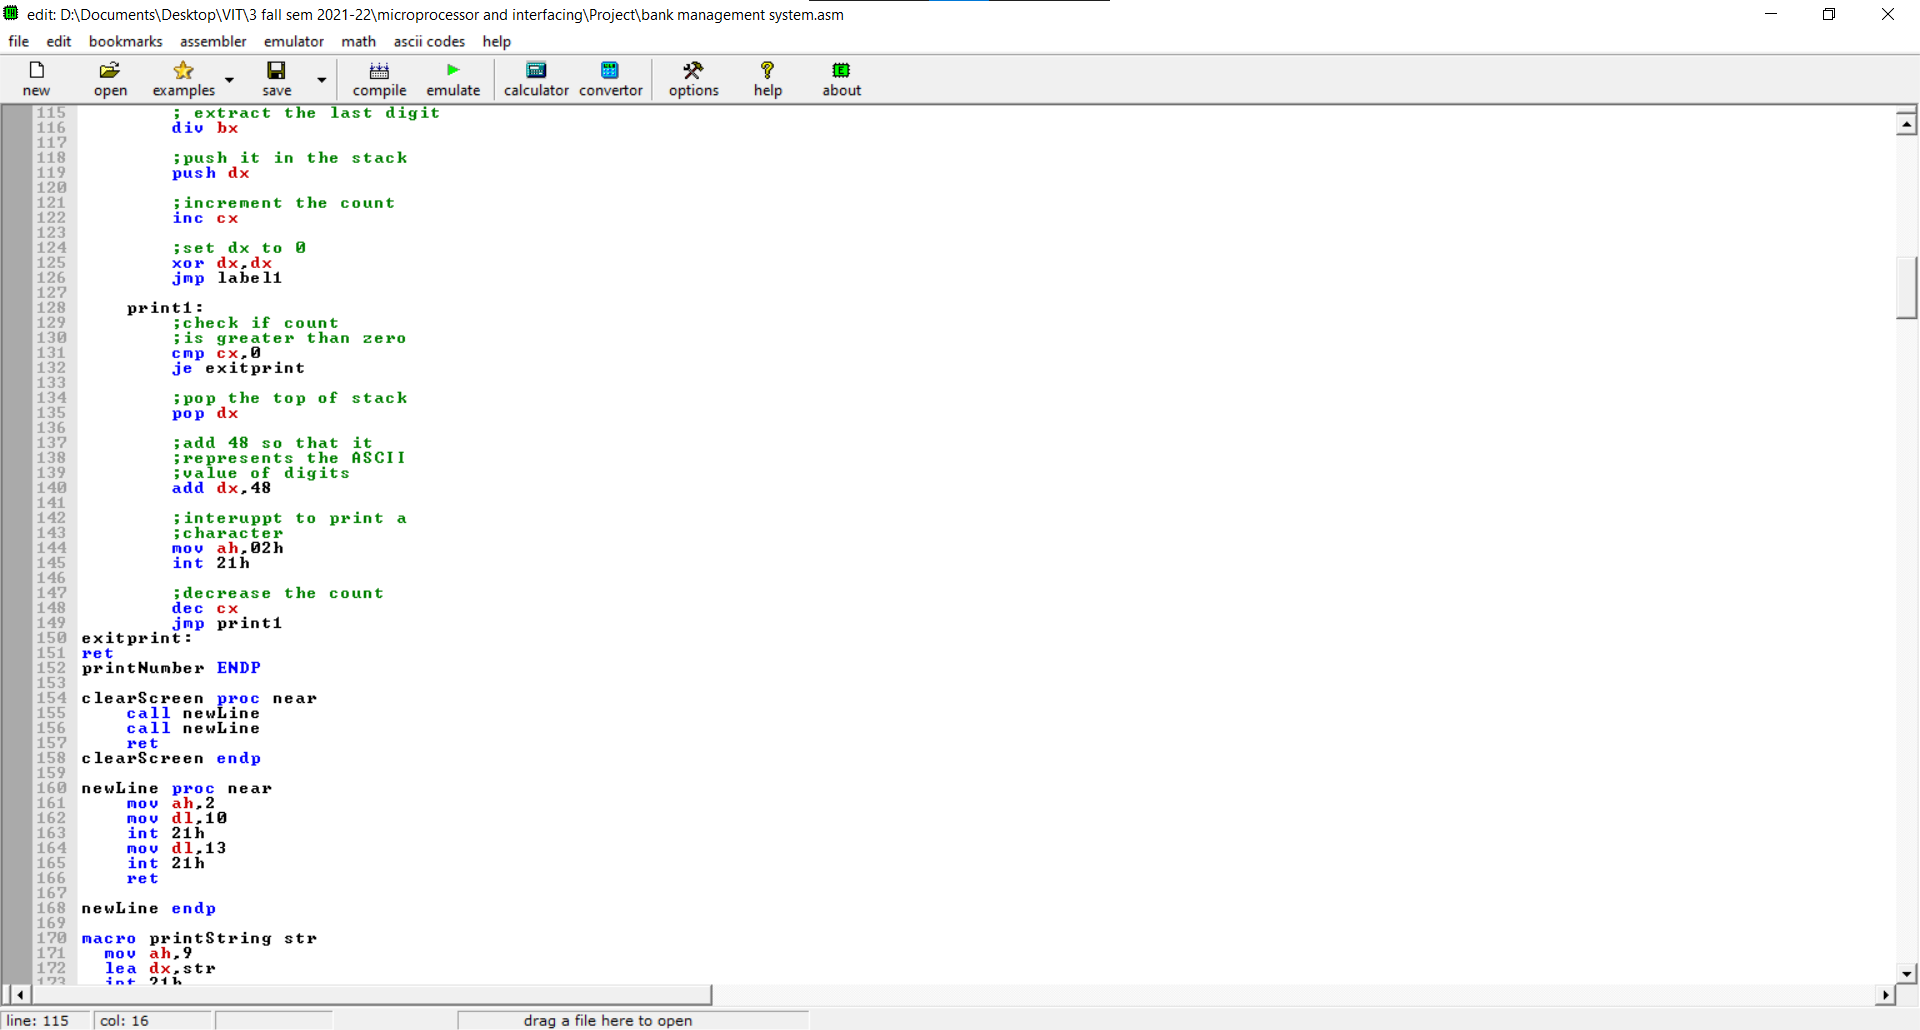 edit: D:\Documents\Desktop\VIT\3 fall sem 2021-22\microprocessor and interfacing\Project\bank management system.asm
file edit bookmarks assembler emulator math ascii codes help
new open examples save compile emulate calculator convertor options help about
115 ; extract the last digit
116 div bx
117
118 ;push it in the stack
119 push dx
120
121 ;increment the count
122 inc cx
123
124 ;set dx to 0
125 xor dx,dx
126 jmp label1
127
128 print1:
129 ;check if count
130 ;is greater than zero
131 cmp cx,0
132 je exitprint
133
134 ;pop the top of stack
135 pop dx
136
137 ;add 48 so that it
138 ;represents the ASCII
139 ;value of digits
140 add dx,48
141
142 ;interuppt to print a
143 ;character
144 mov ah,02h
145 int 21h
146
147 ;decrease the count
148 dec cx
149 jmp print1
150 exitprint:
151 ret
152 printNumber ENDP
153
154 clearScreen proc near
155 call newLine
156 call newLine
157 ret
158 clearScreen endp
159
160 newLine proc near
161 mov ah,2
162 mov dl,10
163 int 21h
164 mov dl,13
165 int 21h
166 ret
167
168 newLine endp
169
170 macro printString str
171 mov ah,9
172 lea dx,str
173 int 21h
line: 115 col: 16 drag a file here to open